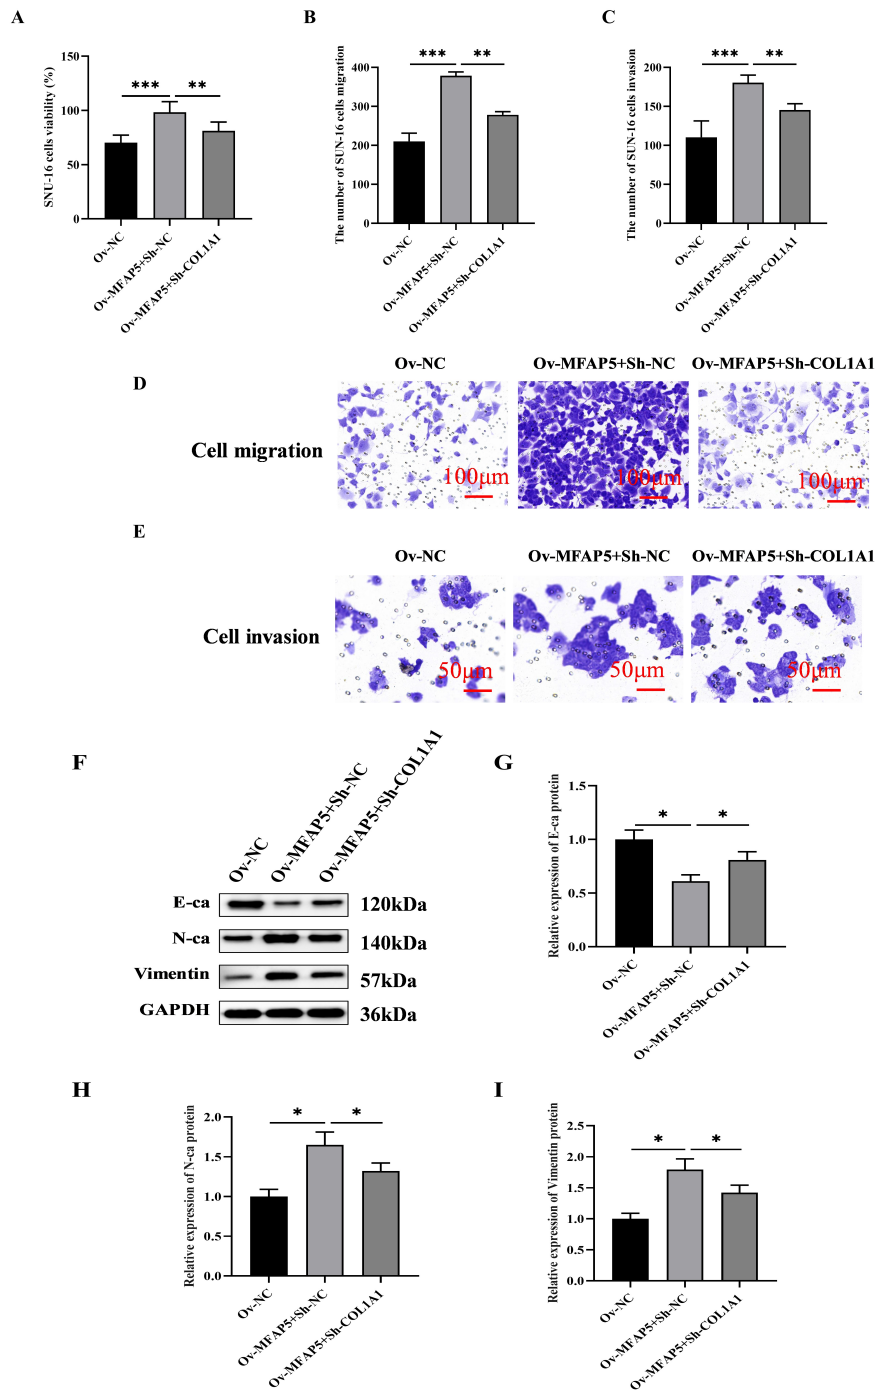 A
B
C
SNU-16 cells viability (%)
150
100
50
0
***
**
Ov-NC
Ov-MFAP5+Sh-NC
Ov-MFAP5+Sh-COL1A1
The number of SUN-16 cells migration
400
300
200
100
0
***
**
Ov-NC
Ov-MFAP5+Sh-NC
Ov-MFAP5+Sh-COL1A1
The number of SUN-16 cells invasion
200
150
100
50
0
***
**
Ov-NC
Ov-MFAP5+Sh-NC
Ov-MFAP5+Sh-COL1A1
D
Ov-NC
Ov-MFAP5+Sh-NC
Ov-MFAP5+Sh-COL1A1
Cell migration
100μm
100μm
100μm
E
Ov-NC
Ov-MFAP5+Sh-NC
Ov-MFAP5+Sh-COL1A1
Cell invasion
50μm
50μm
50μm
F
Ov-NC
Ov-MFAP5+Sh-NC
Ov-MFAP5+Sh-COL1A1
E-ca
120kDa
N-ca
140kDa
Vimentin
57kDa
GAPDH
36kDa
G
Relative expression of E-ca protein
1.5
1.0
0.5
0.0
*
*
Ov-NC
Ov-MFAP5+Sh-NC
Ov-MFAP5+Sh-COL1A1
H
Relative expression of N-ca protein
2.0
1.5
1.0
0.5
0.0
*
*
Ov-NC
Ov-MFAP5+Sh-NC
Ov-MFAP5+Sh-COL1A1
I
Relative expression of Vimentin protein
2.5
2.0
1.5
1.0
0.5
0.0
*
*
Ov-NC
Ov-MFAP5+Sh-NC
Ov-MFAP5+Sh-COL1A1